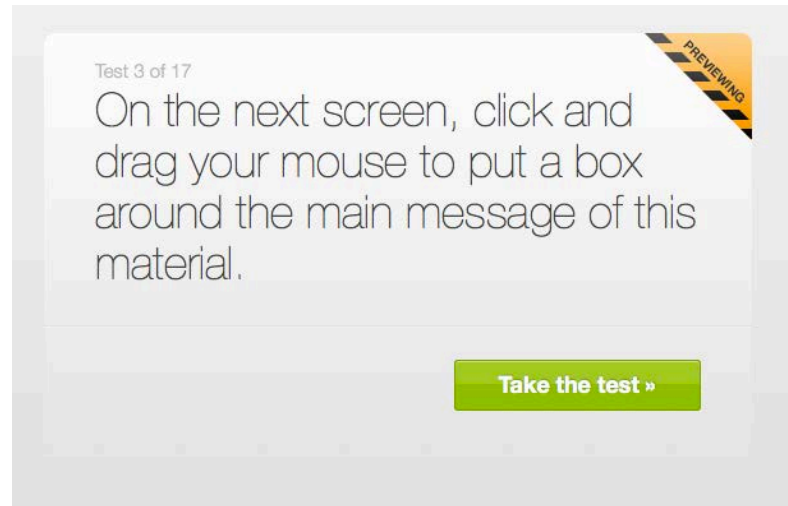 Test 3 of 17
PREVIEWING
On the next screen, click and
drag your mouse to put a box
around the main message of this
material.
Take the test »